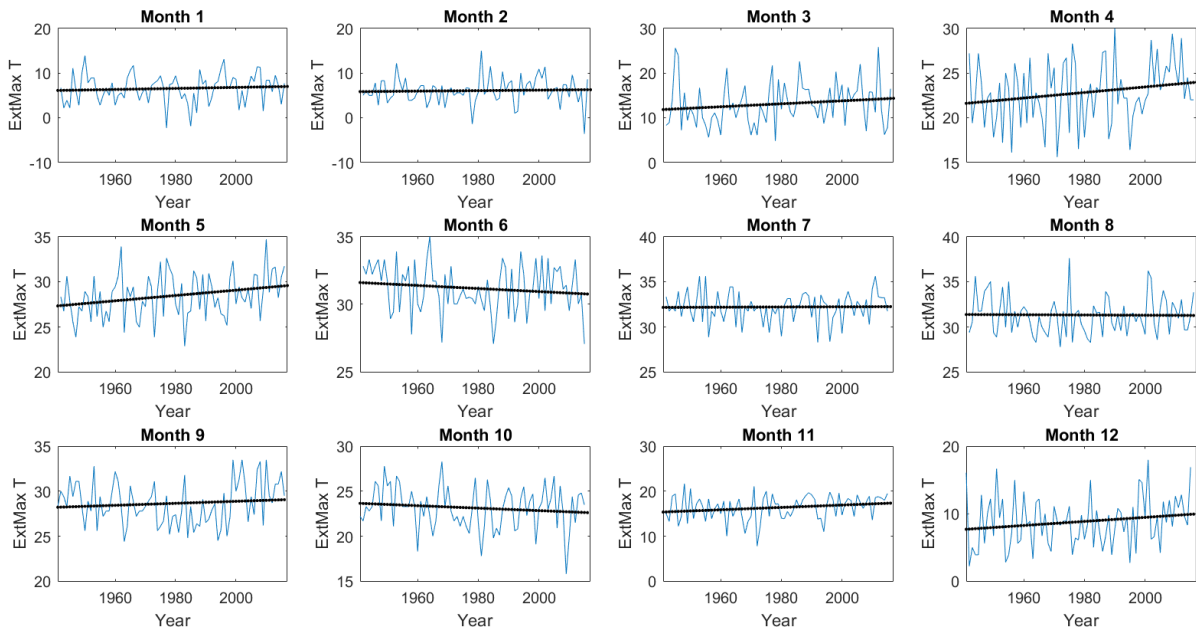 Month 1
Month 2
Month 3
Month 4
20
10
0
-10
ExtMax T
1960 1980 2000
Year
20
10
0
-10
ExtMax T
1960 1980 2000
Year
30
20
10
0
ExtMax T
1960 1980 2000
Year
30
25
20
15
ExtMax T
1960 1980 2000
Year
Month 5
Month 6
Month 7
Month 8
35
30
25
20
ExtMax T
1960 1980 2000
Year
35
30
25
ExtMax T
1960 1980 2000
Year
40
35
30
25
ExtMax T
1960 1980 2000
Year
40
35
30
25
ExtMax T
1960 1980 2000
Year
Month 9
Month 10
Month 11
Month 12
35
30
25
20
ExtMax T
1960 1980 2000
Year
30
25
20
15
ExtMax T
1960 1980 2000
Year
30
20
10
0
ExtMax T
1960 1980 2000
Year
20
10
0
ExtMax T
1960 1980 2000
Year